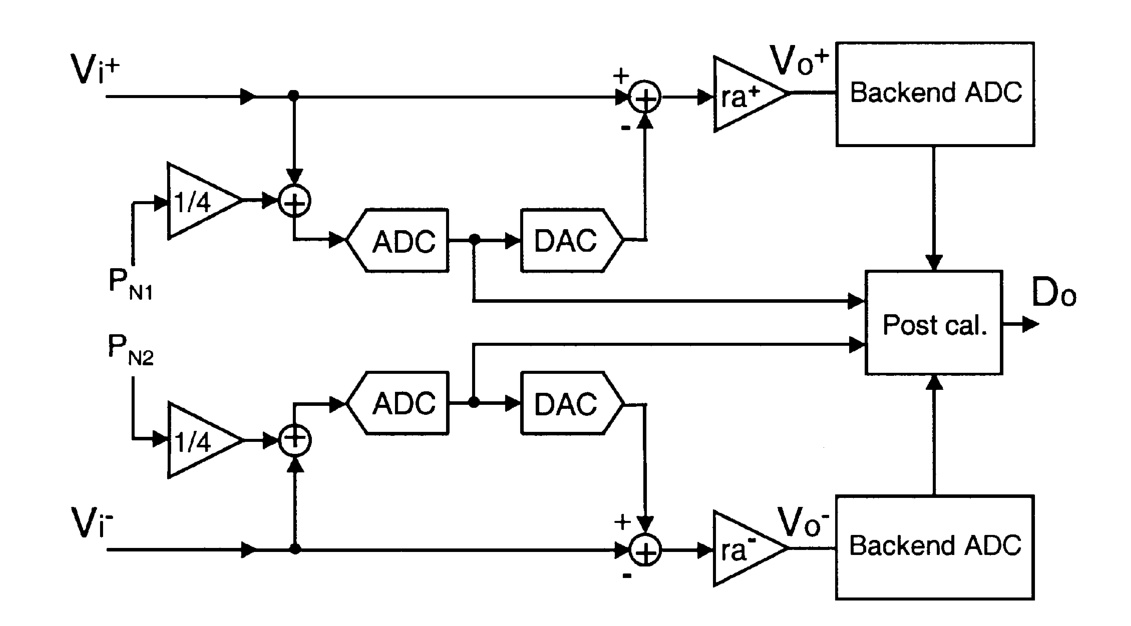 Vi+
+
-
ra+
Vo+
Backend ADC
1/4
+
+
ADC
DAC
PN1
Post cal.
Do
PN2
ADC
DAC
1/4
+
Vi-
+
-
+
ra-
Vo-
Backend ADC